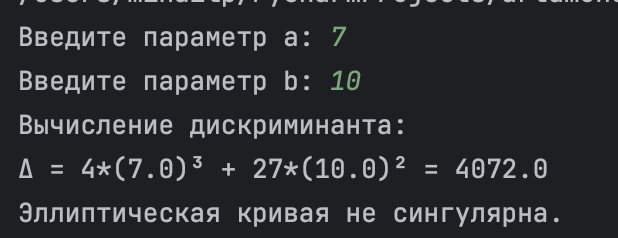 Введите параметр a: 7
Введите параметр b: 10
Вычисление дискриминанта:
Δ = 4*(7.0)³ + 27*(10.0)² = 4072.0
Эллиптическая кривая не сингулярна.